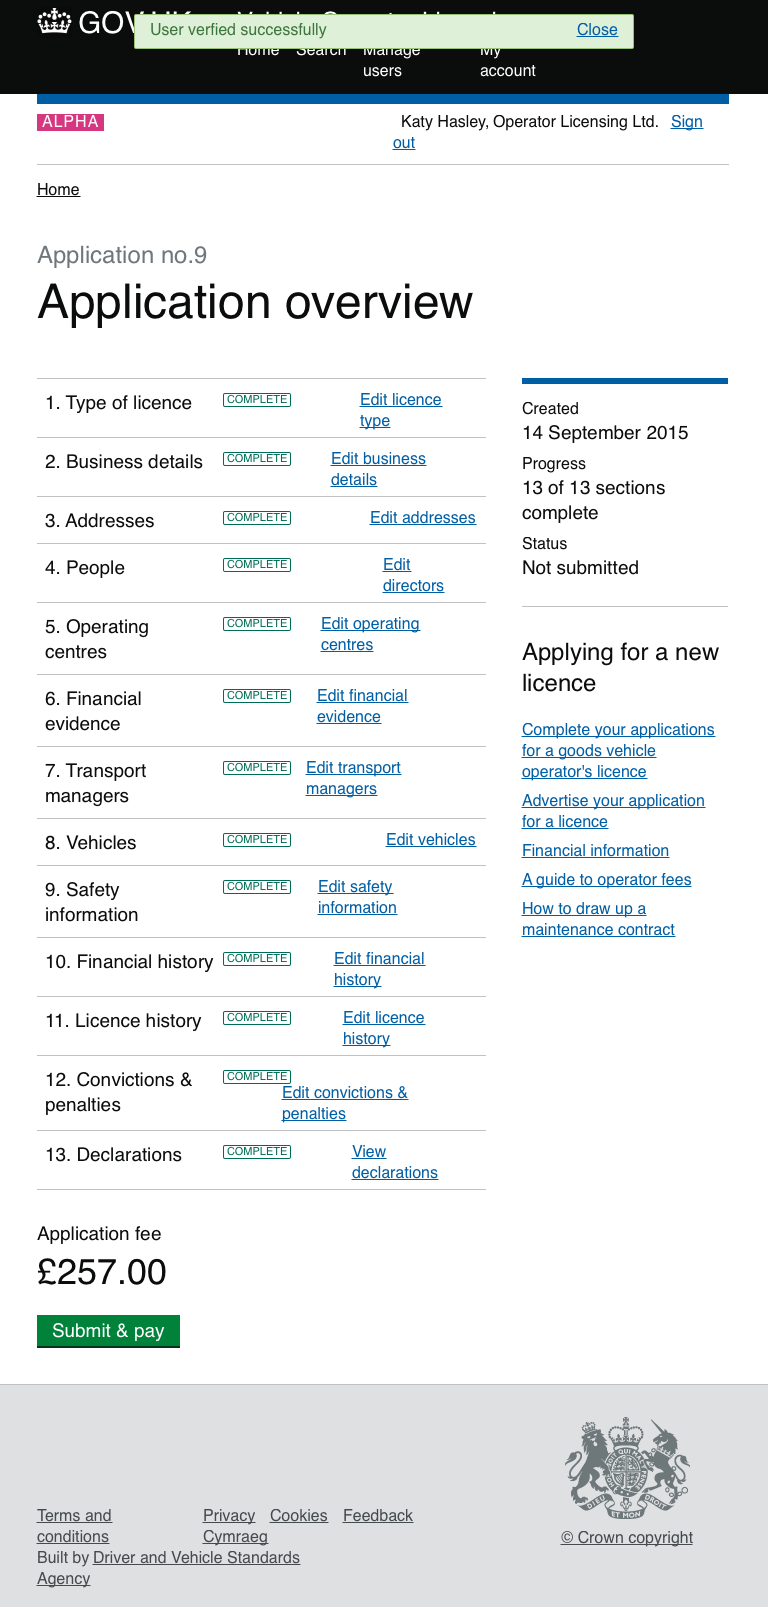 User verfied successfully Close
Home Search Manage users My account
ALPHA
Katy Hasley, Operator Licensing Ltd. Sign out
Home
Application no.9
Application overview
1. Type of licence COMPLETE Edit licence type
2. Business details COMPLETE Edit business details
3. Addresses COMPLETE Edit addresses
4. People COMPLETE Edit directors
5. Operating centres COMPLETE Edit operating centres
6. Financial evidence COMPLETE Edit financial evidence
7. Transport managers COMPLETE Edit transport managers
8. Vehicles COMPLETE Edit vehicles
9. Safety information COMPLETE Edit safety information
10. Financial history COMPLETE Edit financial history
11. Licence history COMPLETE Edit licence history
12. Convictions & penalties COMPLETE Edit convictions & penalties
13. Declarations COMPLETE View declarations
Application fee
£257.00
Submit & pay
Created
14 September 2015
Progress
13 of 13 sections
complete
Status
Not submitted
Applying for a new
licence
Complete your applications
for a goods vehicle
operator's licence
Advertise your application
for a licence
Financial information
A guide to operator fees
How to draw up a
maintenance contract
Terms and conditions Privacy Cookies Feedback
Cymraeg
Built by Driver and Vehicle Standards
Agency
© Crown copyright